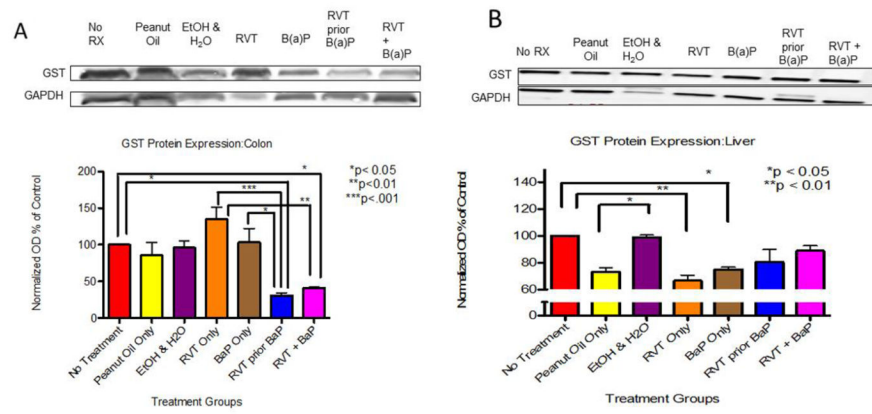 A
No RX
Peanut Oil
EtOH & H₂O
RVT
B(a)P
RVT prior B(a)P
RVT + B(a)P
GST
GAPDH
GST Protein Expression:Colon
*p< 0.05
**p<0.01
***p<.001
Normalized OD % of Control
200
150
100
50
0
*
*
***
**
*
No Treatment
Peanut Oil Only
EtOH & H2O
RVT Only
BaP Only
RVT prior BaP
RVT + BaP
Treatment Groups
B
No RX
Peanut Oil
EtOH & H₂O
RVT
B(a)P
RVT prior B(a)P
RVT + B(a)P
GST
GAPDH
GST Protein Expression:Liver
*p < 0.05
**p < 0.01
Normalized OD % of Control
140
120
100
80
60
0
*
**
*
No Treatment
Peanut Oil Only
EtOH & H2O
RVT Only
BaP Only
RVT prior BaP
RVT + BaP
Treatment Groups